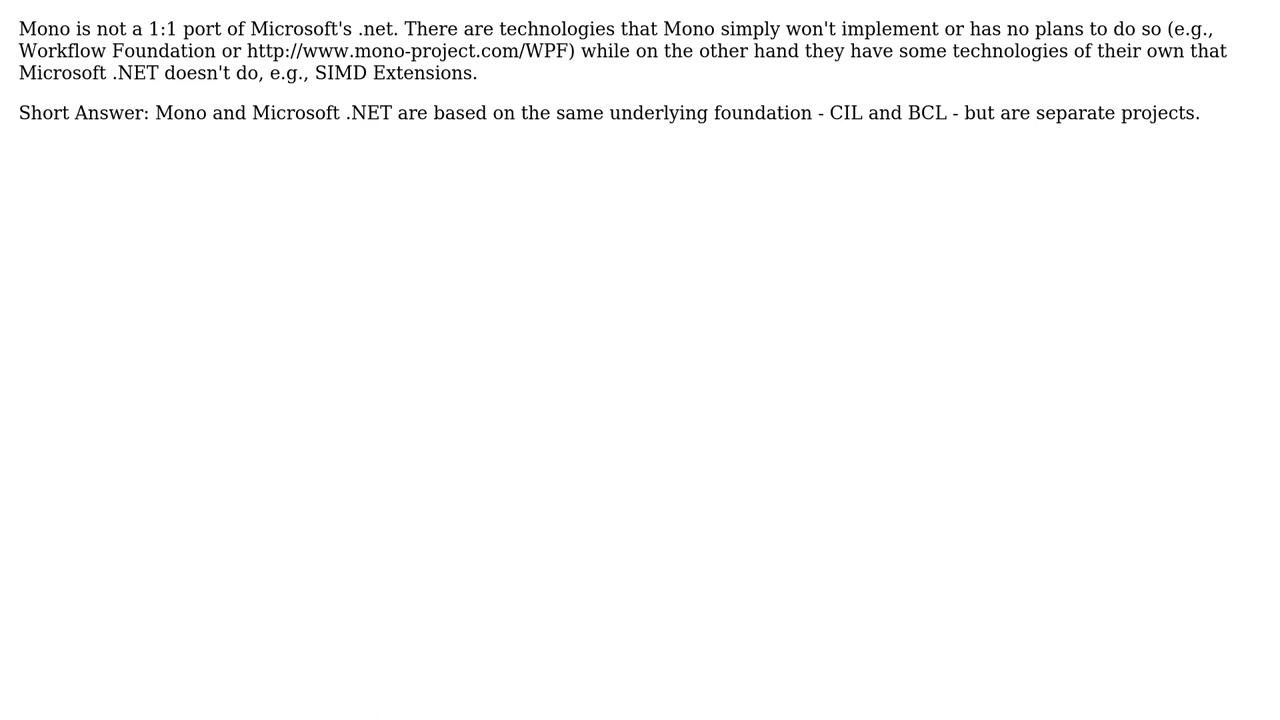 Mono is not a 1:1 port of Microsoft's .net. There are technologies that Mono simply won't implement or has no plans to do so (e.g.,
Workflow Foundation or http://www.mono-project.com/WPF) while on the other hand they have some technologies of their own that
Microsoft .NET doesn't do, e.g., SIMD Extensions.
Short Answer: Mono and Microsoft .NET are based on the same underlying foundation - CIL and BCL - but are separate projects.